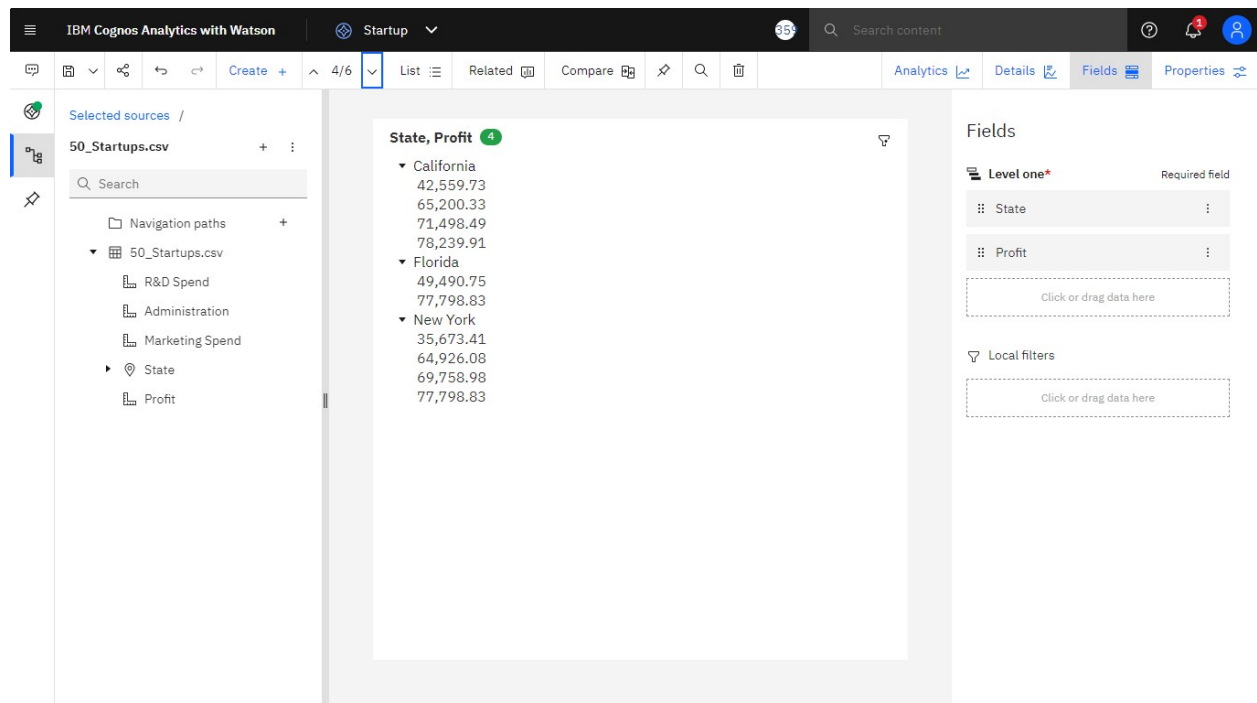 IBM Cognos Analytics with Watson
Startup
359
Search content
1
Create +
4/6
List
Related
Compare
Analytics
Details
Fields
Properties
Selected sources /
50_Startups.csv
Search
Navigation paths
50_Startups.csv
R&D Spend
Administration
Marketing Spend
State
Profit
State, Profit 4
California
42,559.73
65,200.33
71,498.49
78,239.91
Florida
49,490.75
77,798.83
New York
35,673.41
64,926.08
69,758.98
77,798.83
Fields
Level one* Required field
State
Profit
Click or drag data here
Local filters
Click or drag data here